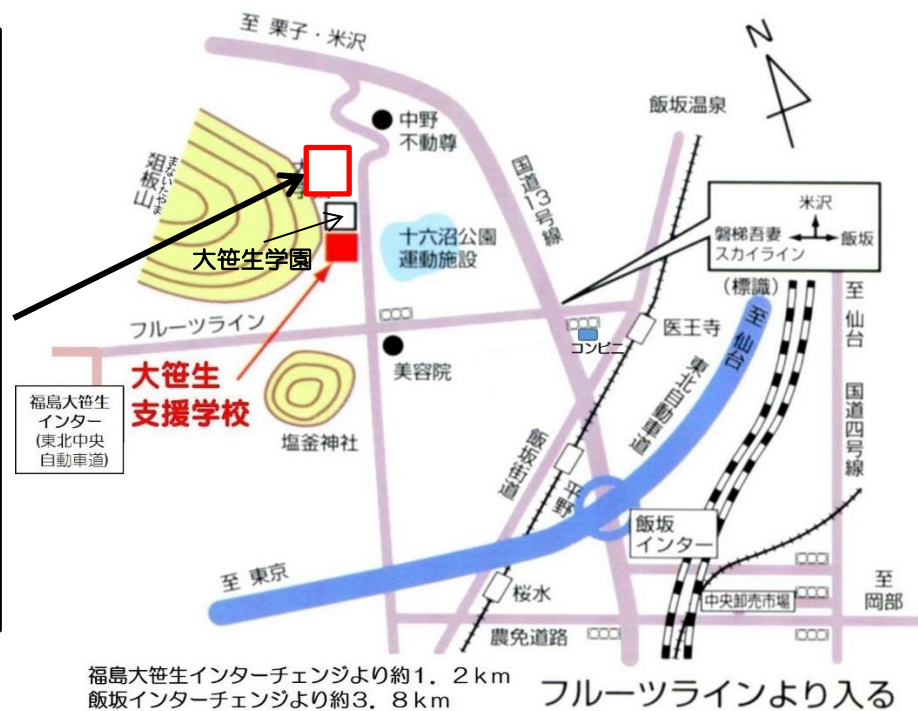 至 栗子・米沢
N
中野
不動尊
飯坂温泉
国道13号線
まないたやま
爼板山
米沢
磐梯吾妻
スカイライン
飯坂
(標識)
大笹生学園
十六沼公園
運動施設
フルーツライン
コンビニ
医王寺
至 仙台
至 仙台
東北自動車道
国道四号線
大笹生
支援学校
美容院
福島大笹生
インター
(東北中央
自動車道)
塩釜神社
飯坂街道
平野
飯坂
インター
至 東京
桜水
中央卸売市場
至
岡部
農免道路
福島大笹生インターチェンジより約1.2km
飯坂インターチェンジより約3.8km
フルーツラインより入る